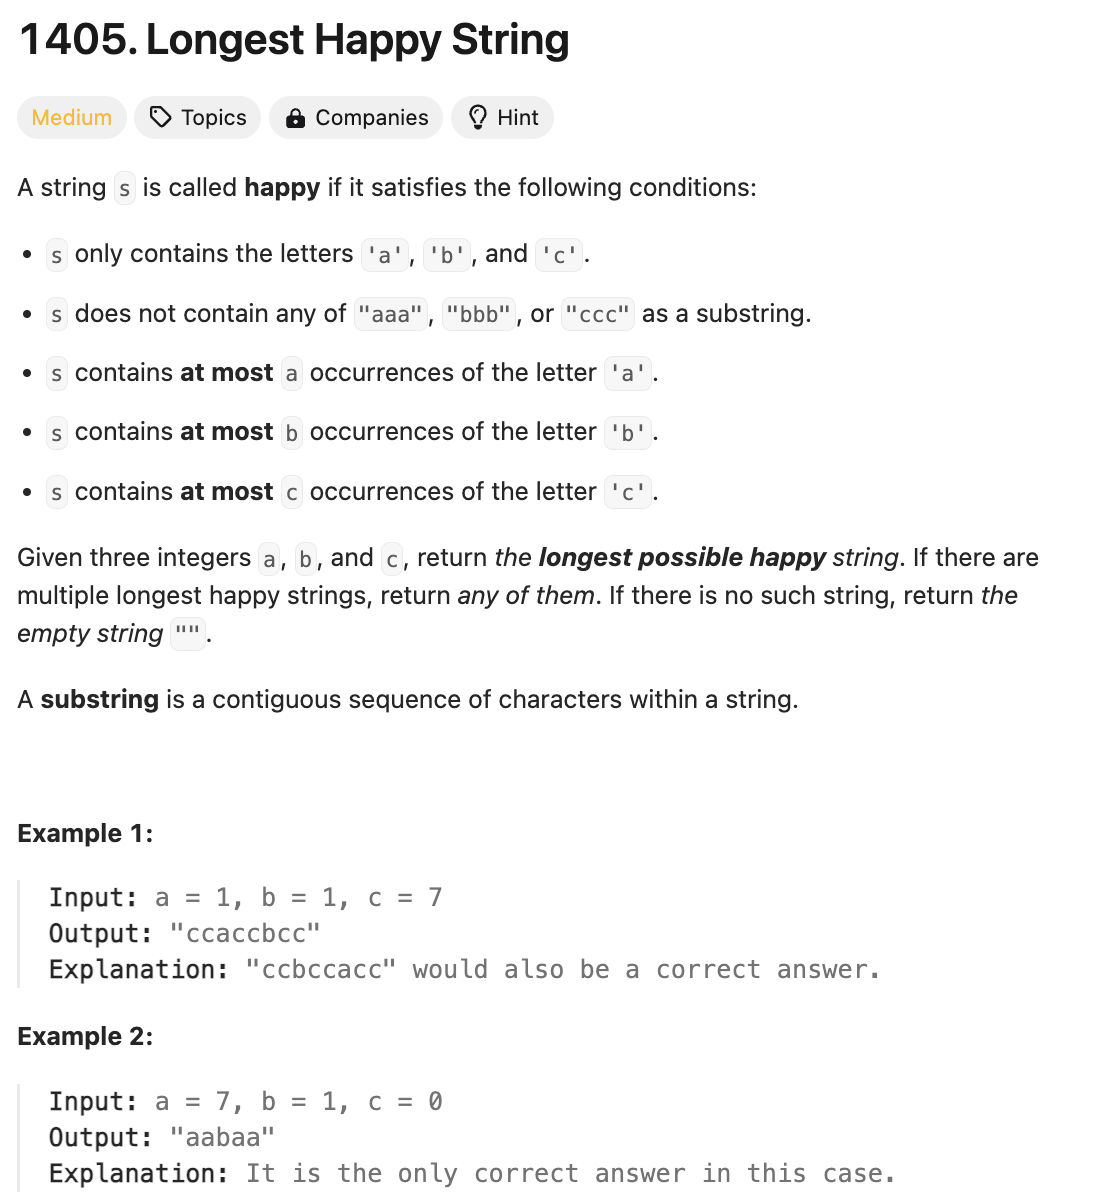 1405. Longest Happy String
Medium Topics Companies Hint
A string s is called happy if it satisfies the following conditions:
• s only contains the letters 'a', 'b', and 'c'.
• s does not contain any of "aaa", "bbb", or "ccc" as a substring.
• s contains at most a occurrences of the letter 'a'.
• s contains at most b occurrences of the letter 'b'.
• s contains at most c occurrences of the letter 'c'.
Given three integers a, b, and c, return the longest possible happy string. If there are
multiple longest happy strings, return any of them. If there is no such string, return the
empty string "".
A substring is a contiguous sequence of characters within a string.
Example 1:
Input: a = 1, b = 1, c = 7
Output: "ccaccbcc"
Explanation: "ccbccacc" would also be a correct answer.
Example 2:
Input: a = 7, b = 1, c = 0
Output: "aabaa"
Explanation: It is the only correct answer in this case.